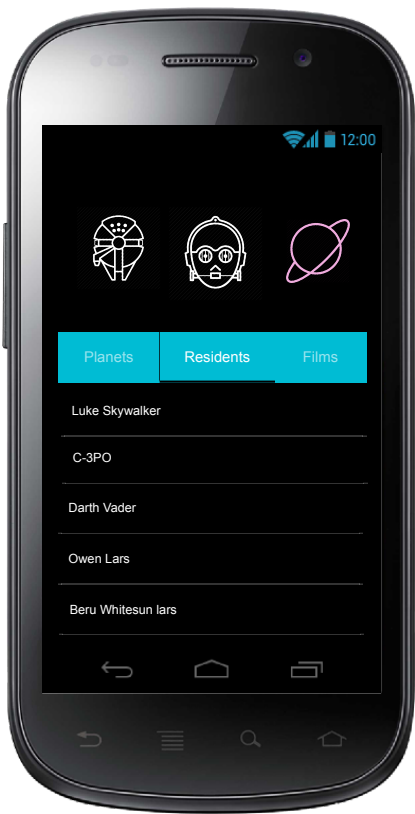 12:00
Planets Residents Films
Luke Skywalker
C-3PO
Darth Vader
Owen Lars
Beru Whitesun lars